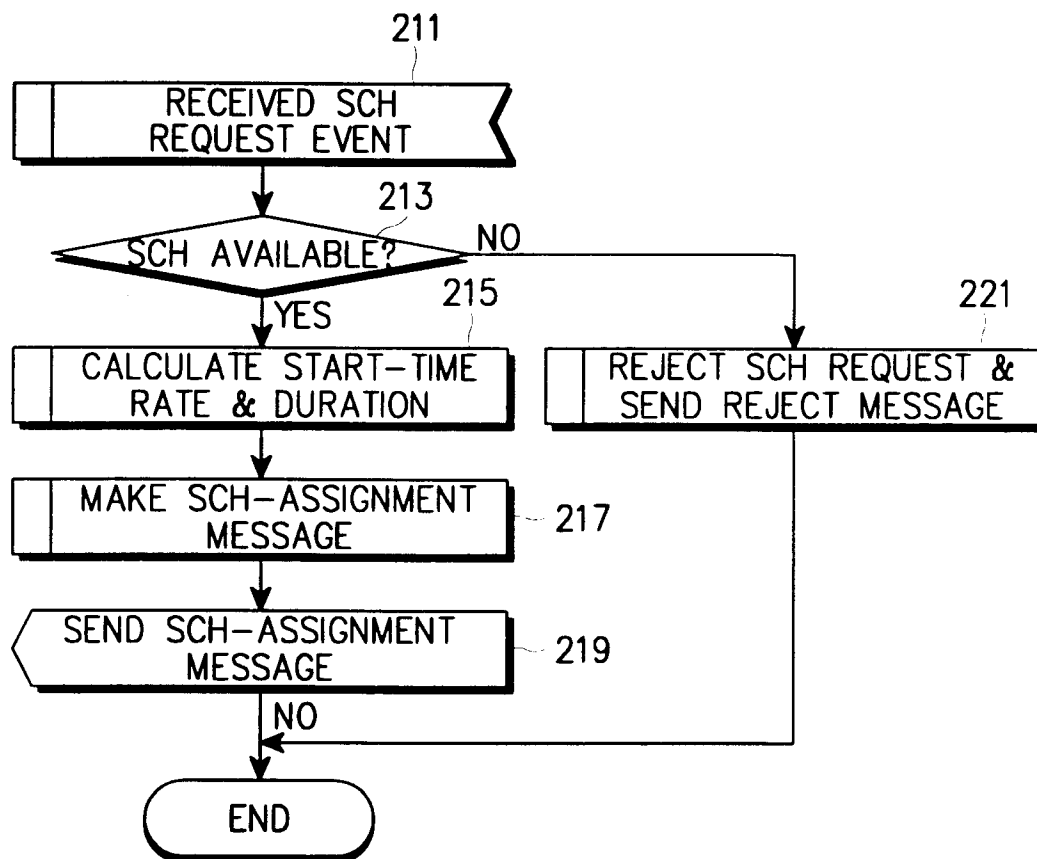 211
RECEIVED SCH
REQUEST EVENT
213
SCH AVAILABLE?
NO
YES
215
CALCULATE START-TIME
RATE & DURATION
221
REJECT SCH REQUEST &
SEND REJECT MESSAGE
MAKE SCH-ASSIGNMENT
MESSAGE
217
SEND SCH-ASSIGNMENT
MESSAGE
219
NO
END